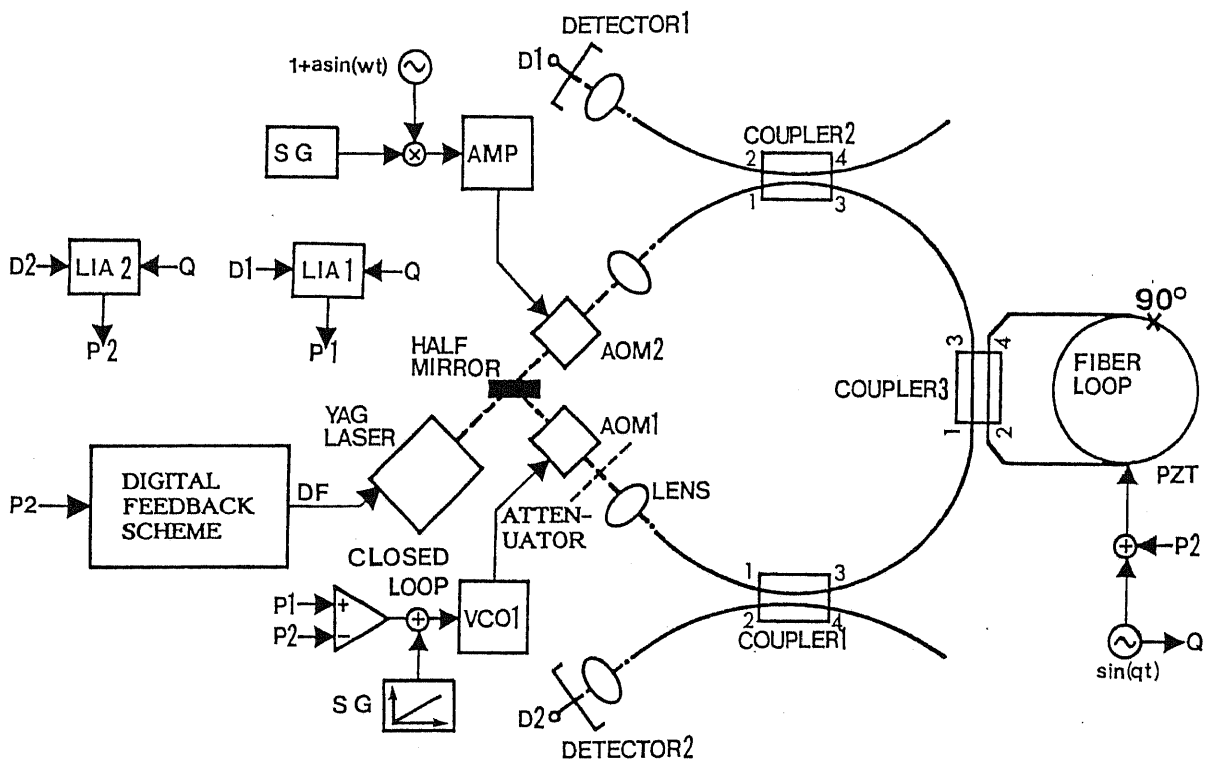 DETECTOR1
D1
1+asin(wt)
SG
AMP
COUPLER2
2 4
1 3
D2 LIA 2 Q
P2
D1 LIA 1 Q
P1
HALF
MIRROR
AOM2
90°
FIBER
LOOP
3 4
COUPLER3
1 2
YAG
LASER
AOM1
PZT
P2
DIGITAL
FEEDBACK
SCHEME
DF
LENS
ATTEN-
UATOR
CLOSED
LOOP
P2
P1 +
P2 -
+
VCO1
1 3
2 4
COUPLER1
+
Q
sin(qt)
SG
D2
DETECTOR2